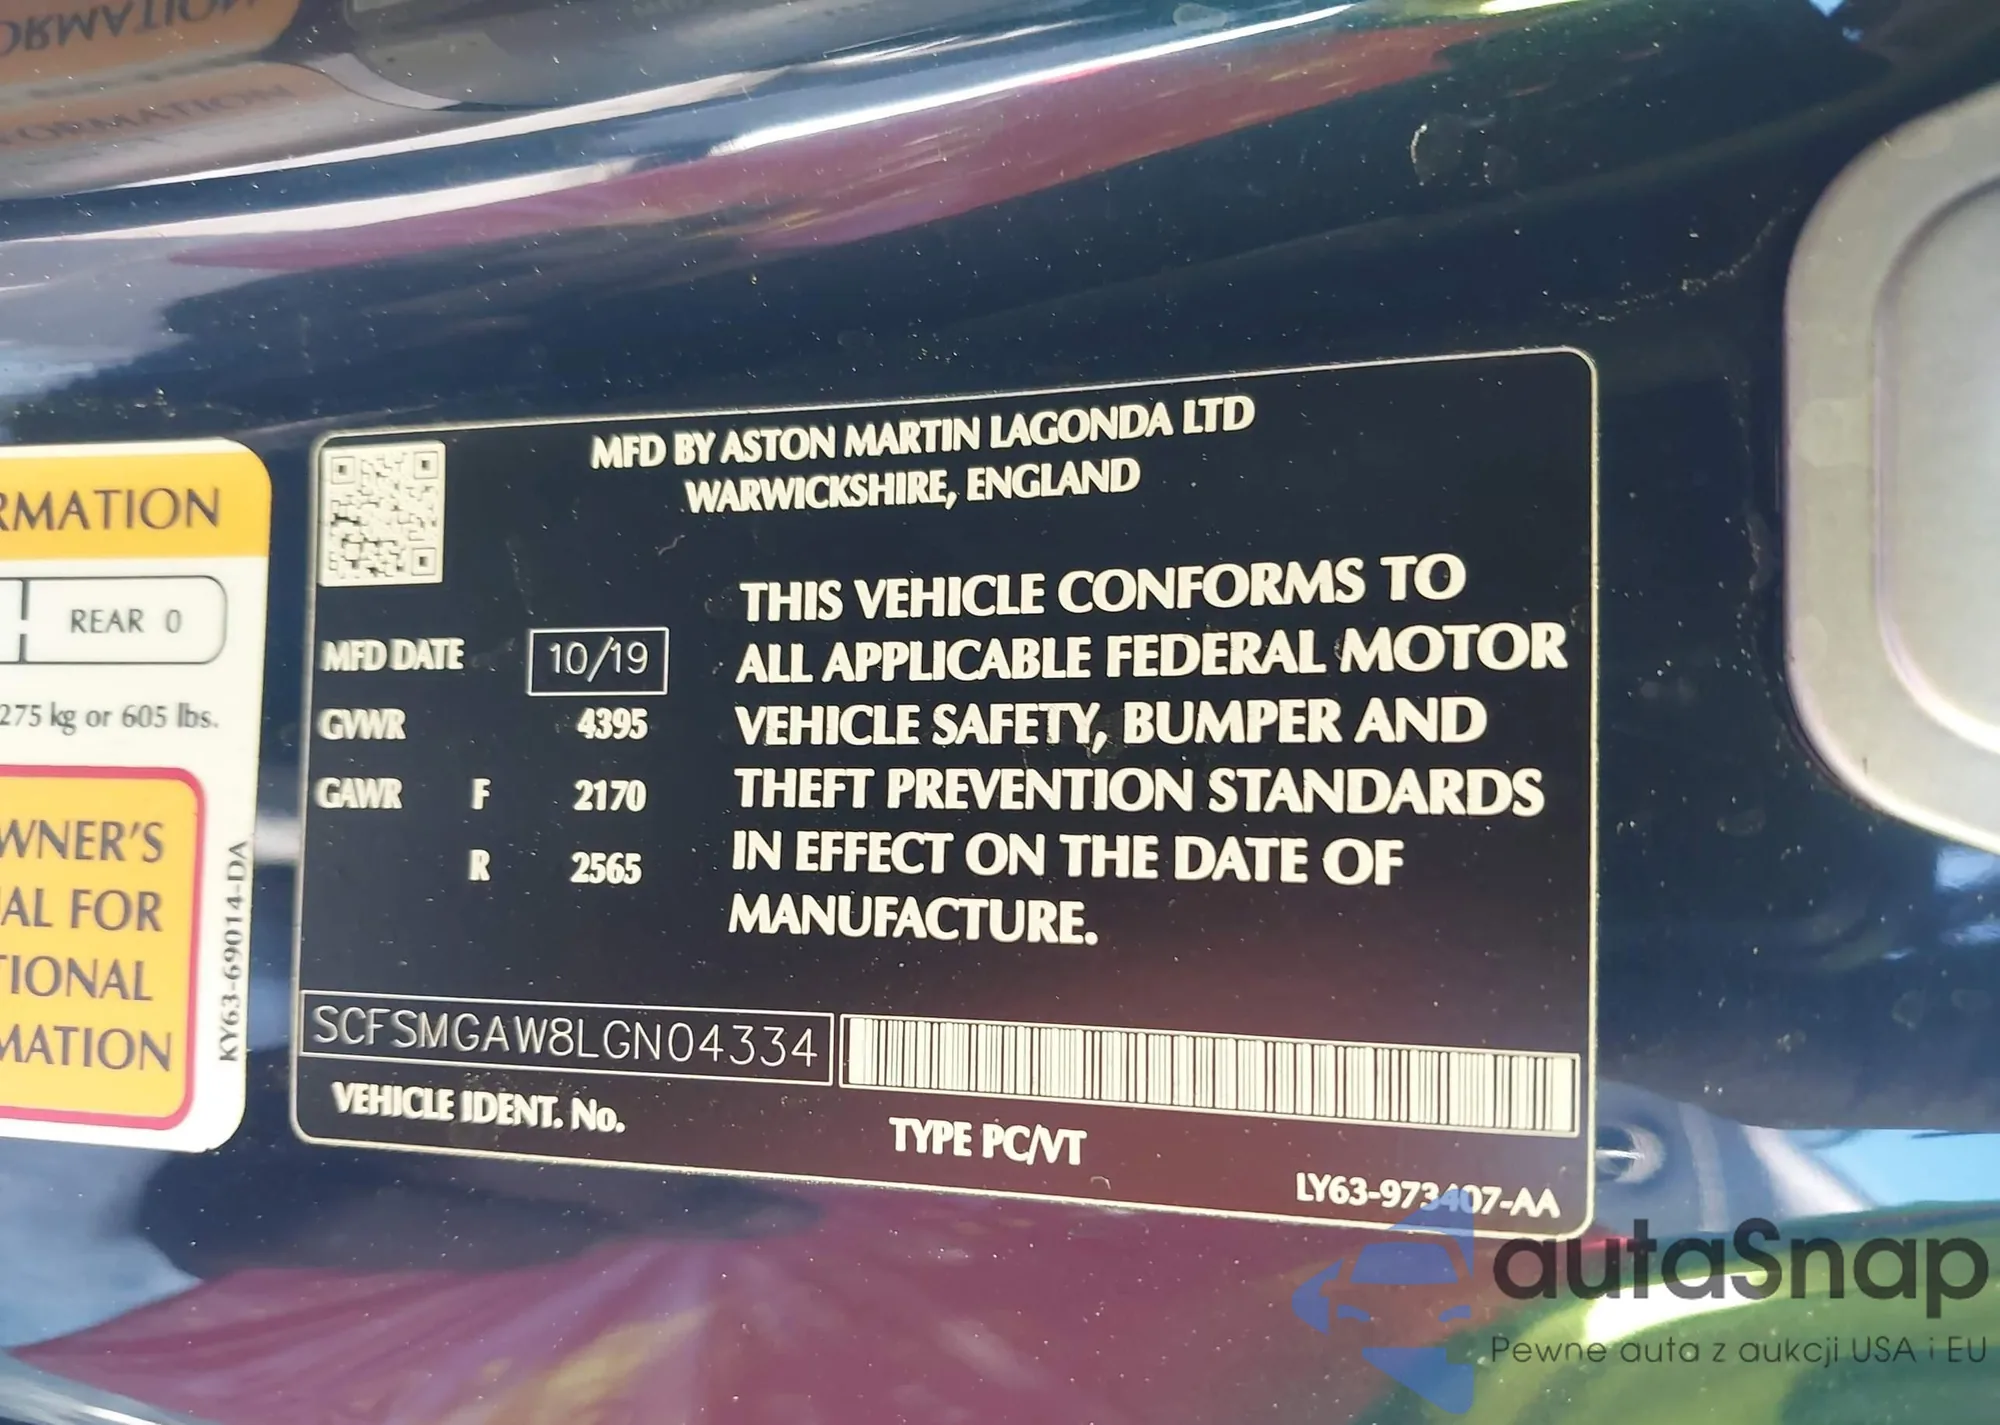 ORMATION
FORMATION
RMATION
REAR 0
275 kg or 605 lbs.
WNER'S
AL FOR
TIONAL
MATION
KY63-69014-DA
MFD BY ASTON MARTIN LAGONDA LTD
WARWICKSHIRE, ENGLAND
THIS VEHICLE CONFORMS TO
ALL APPLICABLE FEDERAL MOTOR
VEHICLE SAFETY, BUMPER AND
THEFT PREVENTION STANDARDS
IN EFFECT ON THE DATE OF
MANUFACTURE.
MFD DATE 10/19
GVWR 4395
GAWR F 2170
R 2565
SCFSMGAW8LGN04334
VEHICLE IDENT. No.
TYPE PC/VT
LY63-973407-AA
autaSnap
Pewne auta z aukcji USA i EU